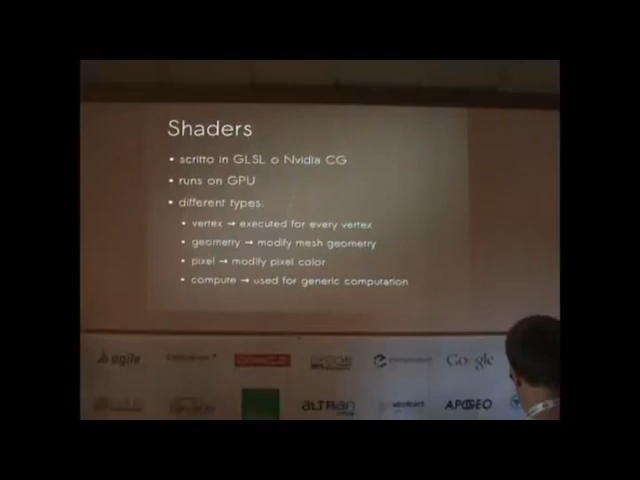 Shaders
• scritto in GLSL o Nvidia CG
• runs on GPU
• different types:
• vertex → executed for every vertex
• geometry → modify mesh geometry
• pixel → modify pixel color
• compute → used for generic computation
agile
ORACLE
Google
ALTRAN
APOGEO